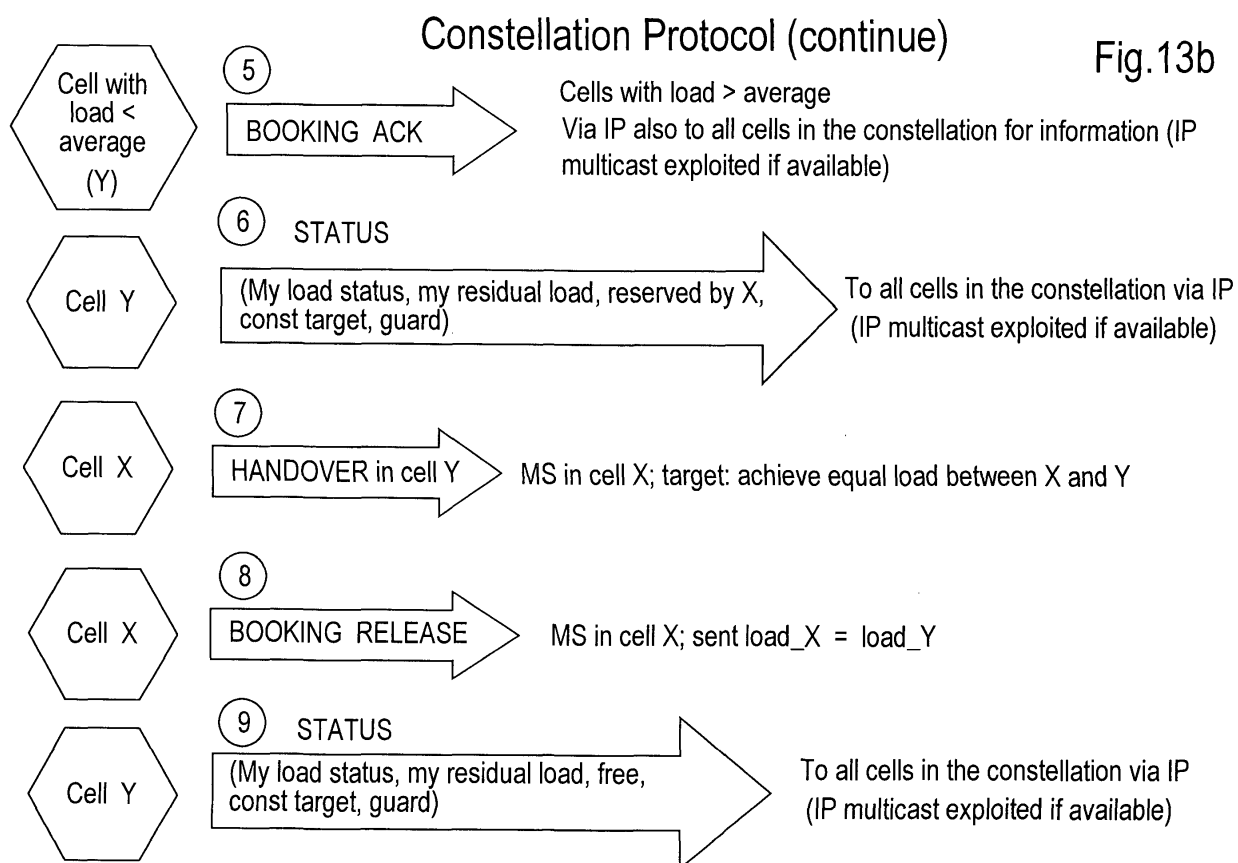 Constellation Protocol (continue)
Fig.13b
Cell with
load <
average
(Y)
5
BOOKING ACK
Cells with load > average
Via IP also to all cells in the constellation for information (IP
multicast exploited if available)
Cell Y
6
STATUS
(My load status, my residual load, reserved by X,
const target, guard)
To all cells in the constellation via IP
(IP multicast exploited if available)
Cell X
7
HANDOVER in cell Y
MS in cell X; target: achieve equal load between X and Y
Cell X
8
BOOKING RELEASE
MS in cell X; sent load_X = load_Y
Cell Y
9
STATUS
(My load status, my residual load, free,
const target, guard)
To all cells in the constellation via IP
(IP multicast exploited if available)